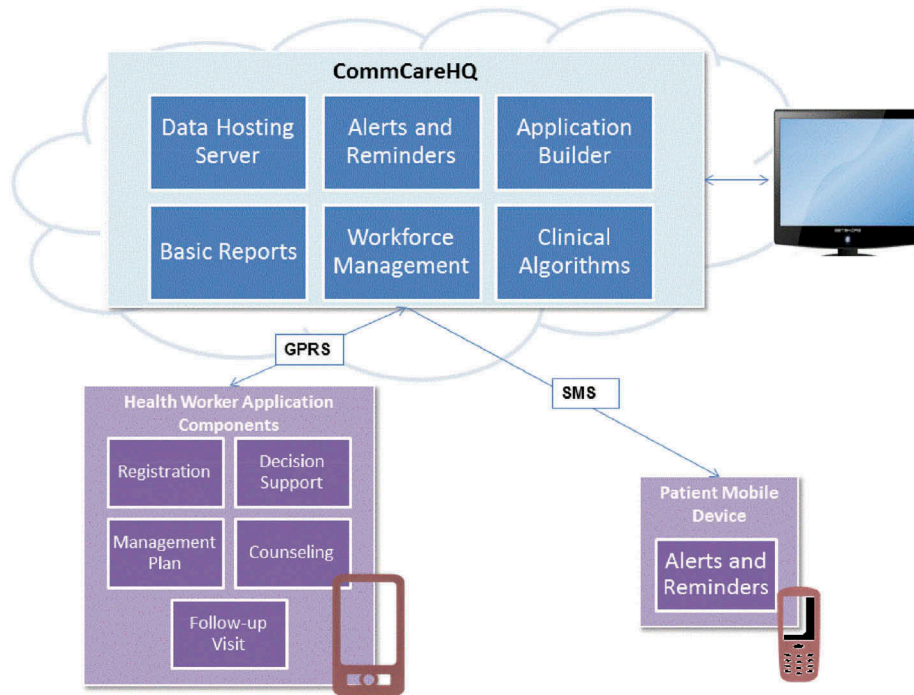 CommCareHQ
Data Hosting
Server
Alerts and
Reminders
Application
Builder
Basic Reports
Workforce
Management
Clinical
Algorithms
GPRS
SMS
Health Worker Application
Components
Registration
Decision
Support
Management
Plan
Counseling
Follow-up
Visit
Patient Mobile
Device
Alerts and
Reminders